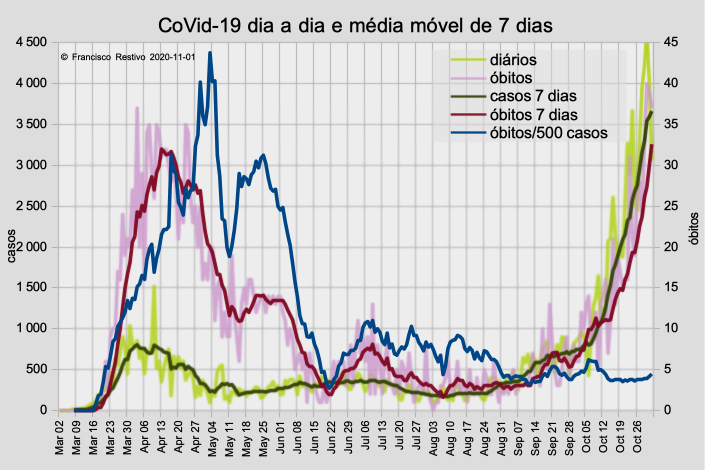 CoVid-19 dia a dia e média móvel de 7 dias
© Francisco Restivo 2020-11-01
diários
óbitos
casos 7 dias
óbitos 7 dias
óbitos/500 casos
4 500
4 000
3 500
3 000
2 500
2 000
1 500
1 000
500
0
casos
45
40
35
30
25
20
15
10
5
0
óbitos
Mar 02
Mar 09
Mar 16
Mar 23
Mar 30
Apr 06
Apr 13
Apr 20
Apr 27
May 04
May 11
May 18
May 25
Jun 01
Jun 08
Jun 15
Jun 22
Jun 29
Jul 06
Jul 13
Jul 20
Jul 27
Aug 03
Aug 10
Aug 17
Aug 24
Aug 31
Sep 07
Sep 14
Sep 21
Sep 28
Oct 05
Oct 12
Oct 19
Oct 26